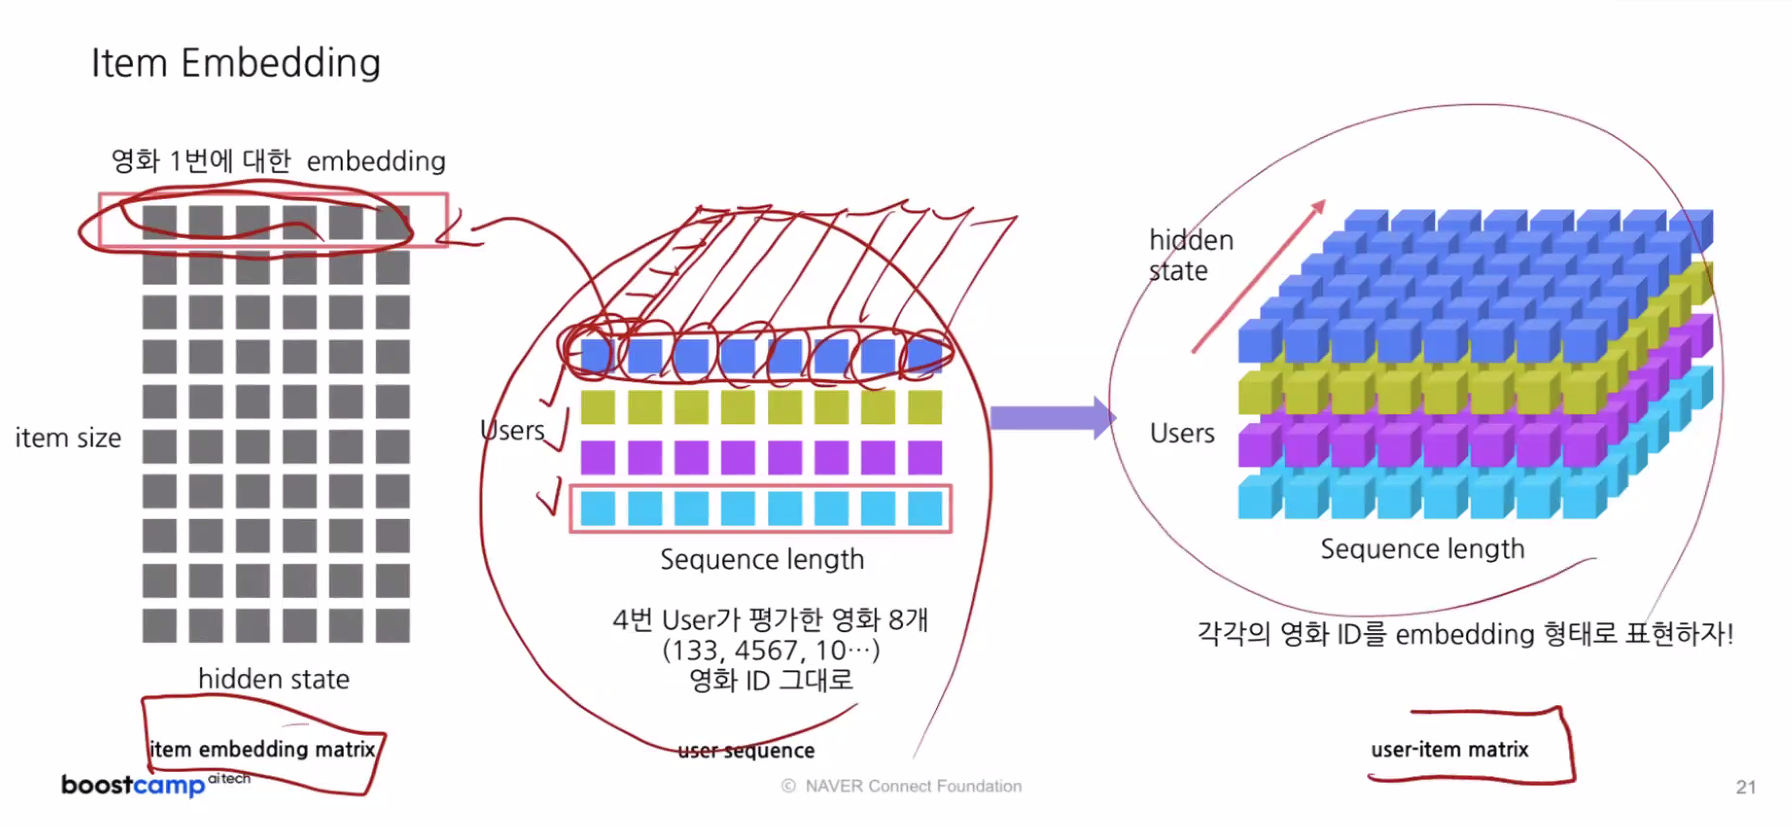 Item Embedding
영화 1번에 대한 embedding
item size
hidden state
item embedding matrix
Users
Sequence length
4번 User가 평가한 영화 8개
(133, 4567, 10…)
영화 ID 그대로
user sequence
hidden
state
Users
Sequence length
각각의 영화 ID를 embedding 형태로 표현하자!
user-item matrix
boostcamp ai tech
© NAVER Connect Foundation
21